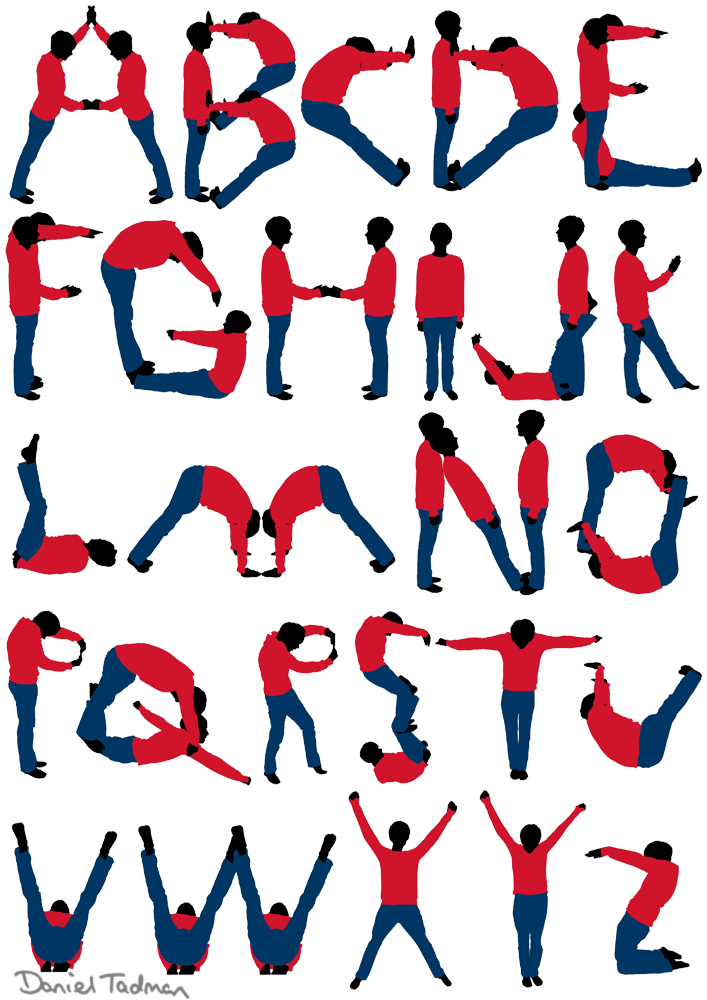 ABCDE
FGHIJK
LMNO
PQRSTU
VWXYZ
Daniel Tadman